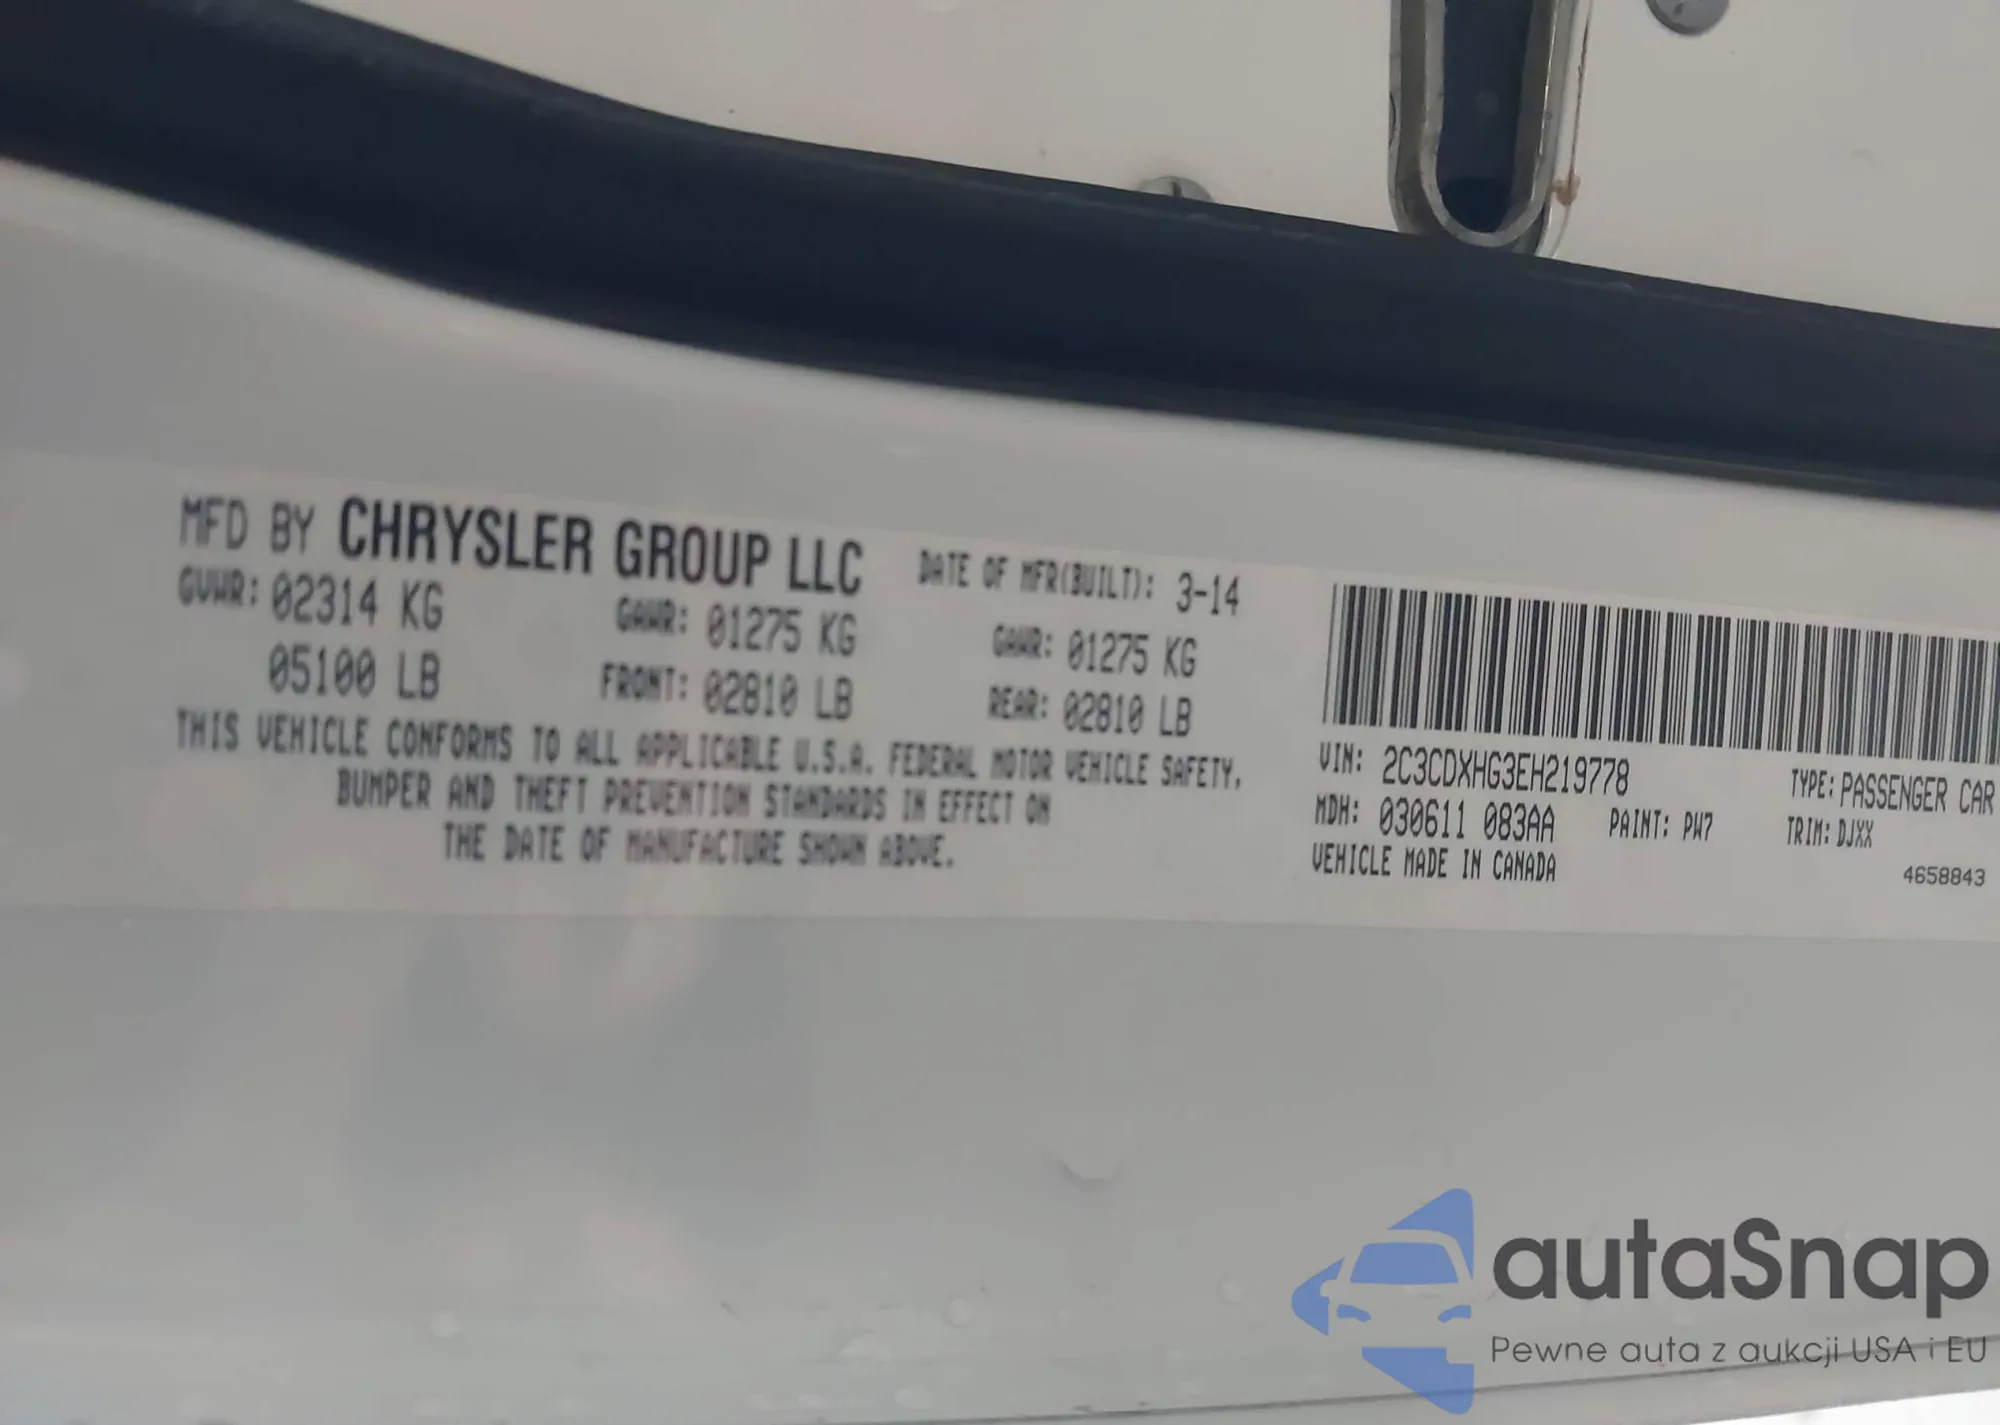 MFD BY CHRYSLER GROUP LLC DATE OF MFR(BUILT): 3-14
GVWR: 02314 KG GAWR: 01275 KG GAWR: 01275 KG
05100 LB FRONT: 02810 LB REAR: 02810 LB
THIS VEHICLE CONFORMS TO ALL APPLICABLE U.S.A. FEDERAL MOTOR VEHICLE SAFETY,
BUMPER AND THEFT PREVENTION STANDARDS IN EFFECT ON
THE DATE OF MANUFACTURE SHOWN ABOVE.
VIN: 2C3CDXHG3EH219778 TYPE: PASSENGER CAR
MDH: 030611 083AA PAINT: PW7 TRIM: DJXX
VEHICLE MADE IN CANADA 4658843
autaSnap
Pewne auta z aukcji USA i EU